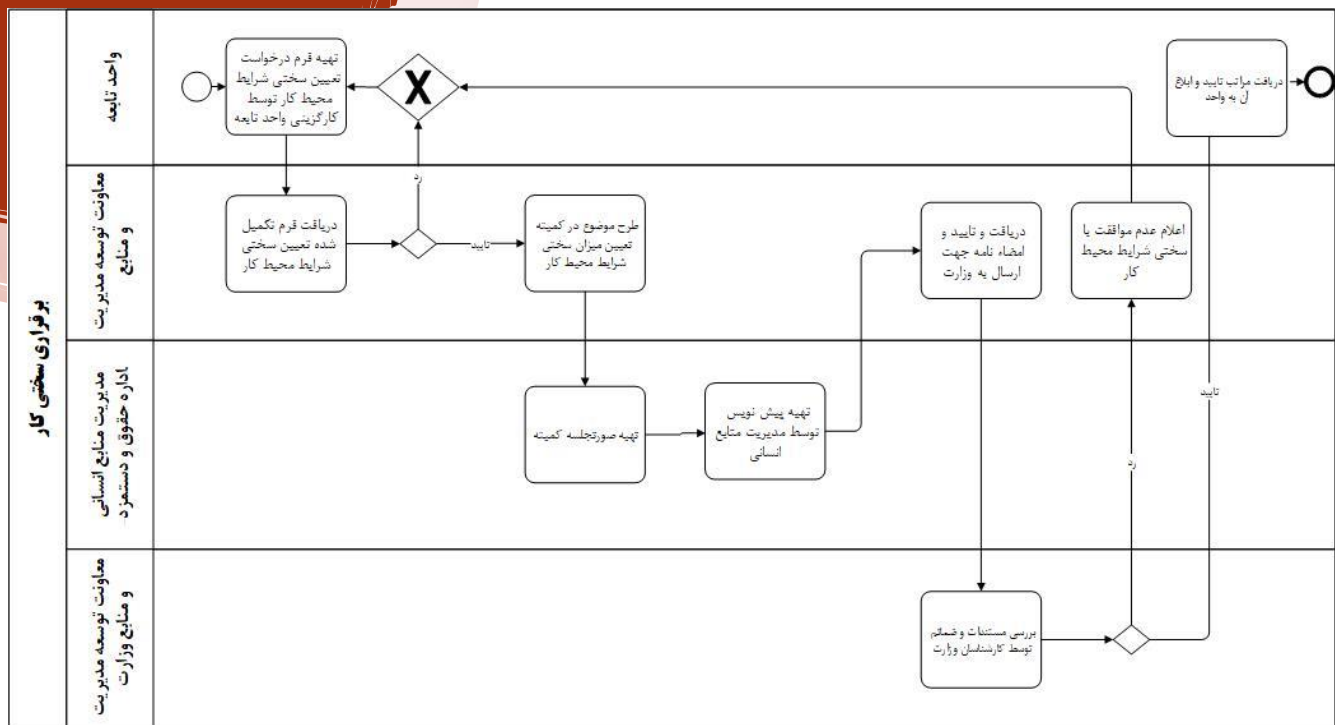 برقراری سختی کار
واحد تابعه
تهیه فرم درخواست
تعیین سختی شرایط
محیط کار توسط
کارگزینی واحد تابعه
X
دریافت مراتب تایید و ابلاغ
آن به واحد
معاونت توسعه مدیریت
و منابع
دریافت فرم تکمیل
شده تعیین سختی
شرایط محیط کار
رد
تایید
طرح موضوع در کمیته
تعیین میزان سختی
شرایط محیط کار
دریافت و تایید و
امضاء نامه جهت
ارسال به وزارت
اعلام عدم موافقت با
سختی شرایط محیط
کار
مدیریت منابع انسانی
اداره حقوق و دستمزد
تهیه صورتجلسه کمیته
تهیه پیش نویس
توسط مدیریت منابع
انسانی
رد
تایید
معاونت توسعه مدیریت
و منابع وزارت
بررسی مستندات و ضمائم
توسط کارشناسان وزارت